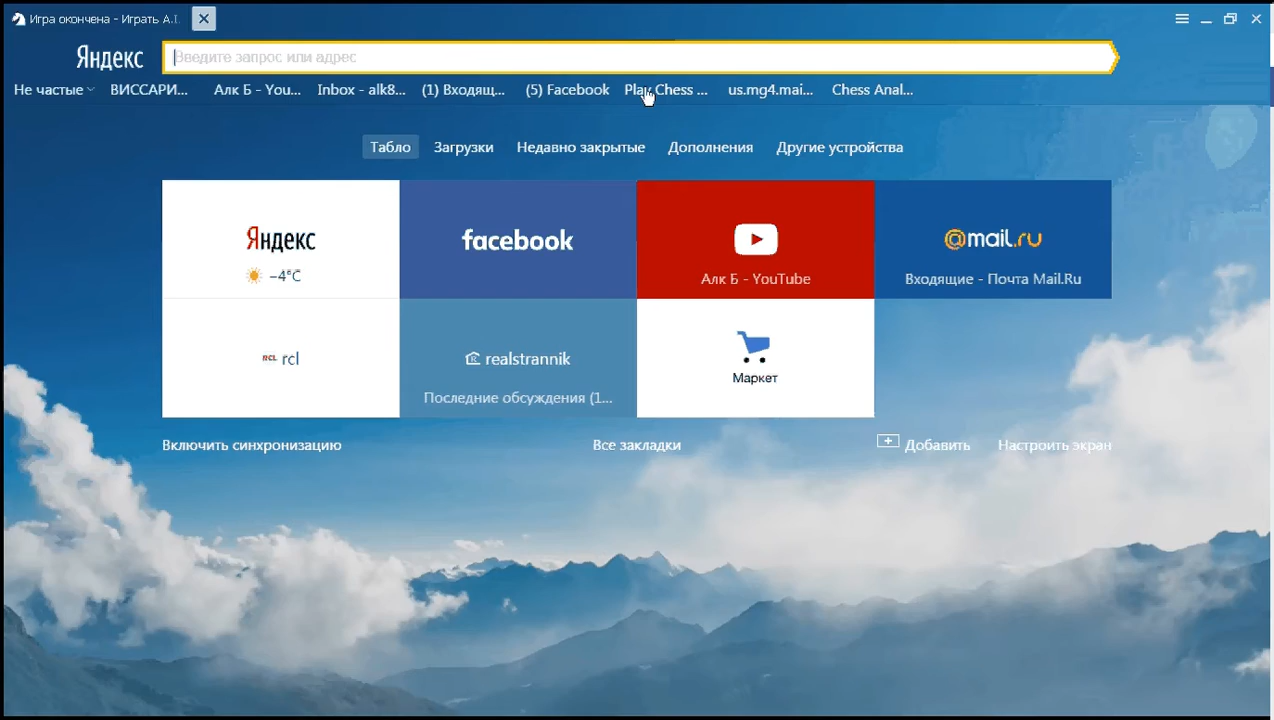 Игра окончена - Играть А.I.
Яндекс Введите запрос или адрес
Не частые ВИССАРИ... Алк Б - You... Inbox - alk8... (1) Входящ... (5) Facebook Play Chess ... us.mg4.mai... Chess Anal...
Табло Загрузки Недавно закрытые Дополнения Другие устройства
Яндекс facebook @mail.ru
−4°C Алк Б - YouTube Входящие - Почта Mail.Ru
RCL rcl realstrannik
Маркет
Последние обсуждения (1...
Включить синхронизацию Все закладки Добавить Настроить экран